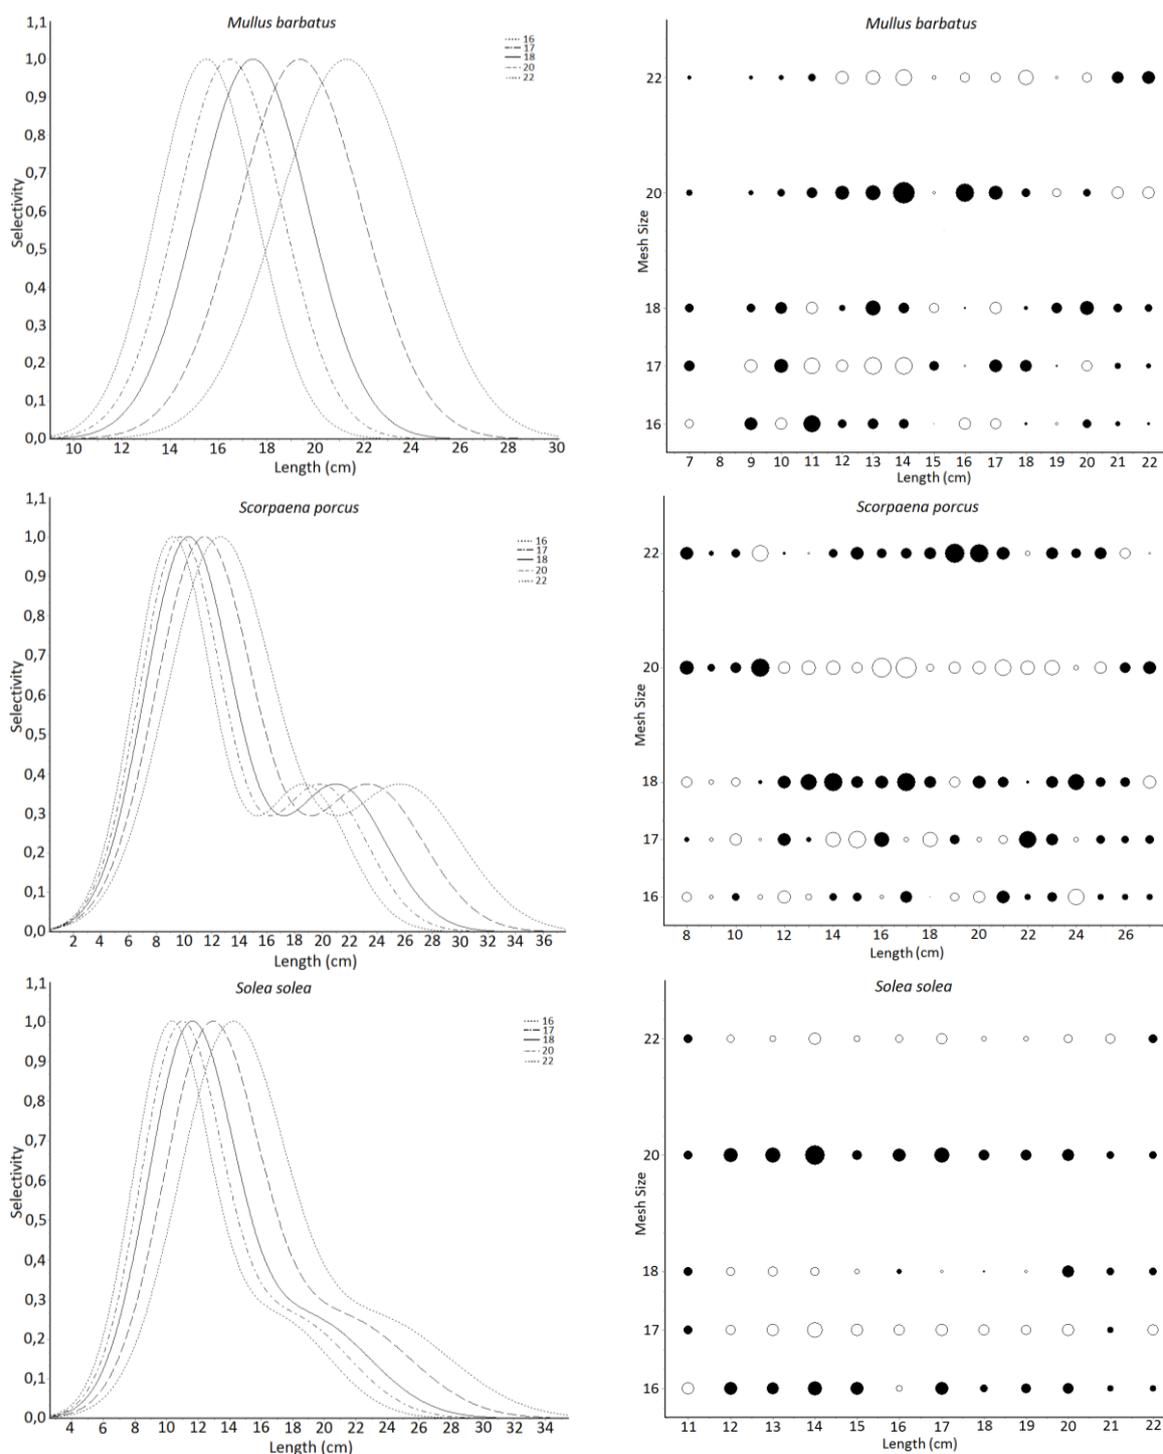 Mullus barbatus
1,1
1,0
0,9
0,8
0,7
0,6
0,5
0,4
0,3
0,2
0,1
0,0
Selectivity
16
17
18
20
22
10 12 14 16 18 20 22 24 26 28 30
Length (cm)
Mullus barbatus
22
20
18
17
16
Mesh Size
7 8 9 10 11 12 13 14 15 16 17 18 19 20 21 22
Length (cm)
Scorpaena porcus
1,1
1,0
0,9
0,8
0,7
0,6
0,5
0,4
0,3
0,2
0,1
0,0
Selectivity
16
17
18
20
22
2 4 6 8 10 12 14 16 18 20 22 24 26 28 30 32 34 36
Length (cm)
Scorpaena porcus
22
20
18
17
16
Mesh Size
8 10 12 14 16 18 20 22 24 26
Length (cm)
Solea solea
1,1
1,0
0,9
0,8
0,7
0,6
0,5
0,4
0,3
0,2
0,1
0,0
Selectivity
16
17
18
20
22
4 6 8 10 12 14 16 18 20 22 24 26 28 30 32 34
Length (cm)
Solea solea
22
20
18
17
16
Mesh Size
11 12 13 14 15 16 17 18 19 20 21 22
Length (cm)